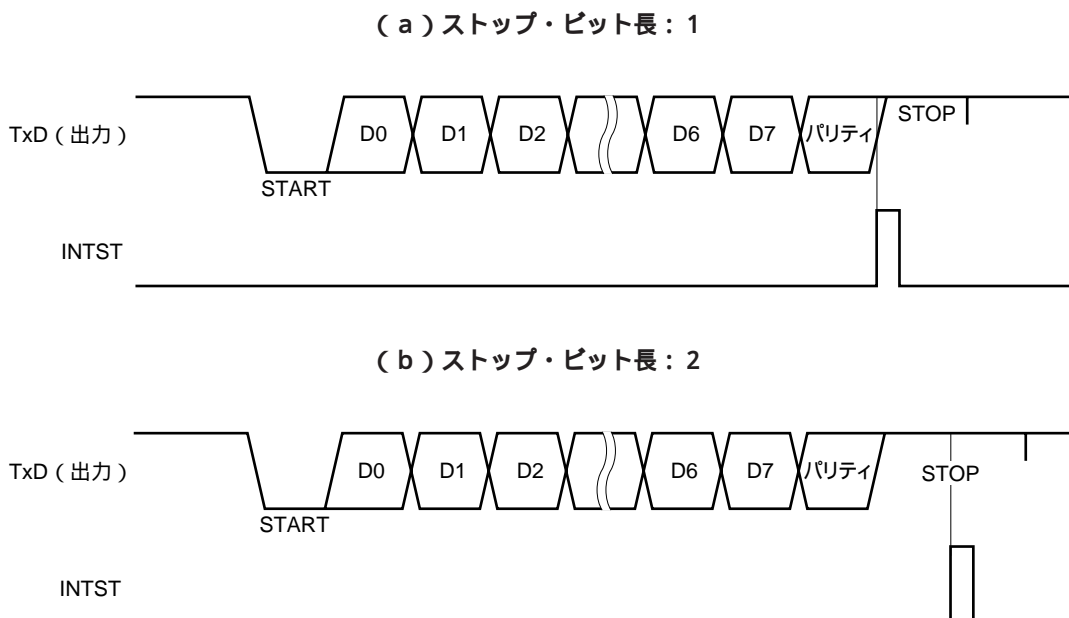 (a)ストップ・ビット長:1
TxD(出力)
D0 D1 D2 D6 D7 パリティ STOP
START
INTST
(b)ストップ・ビット長:2
TxD(出力)
D0 D1 D2 D6 D7 パリティ STOP
START
INTST